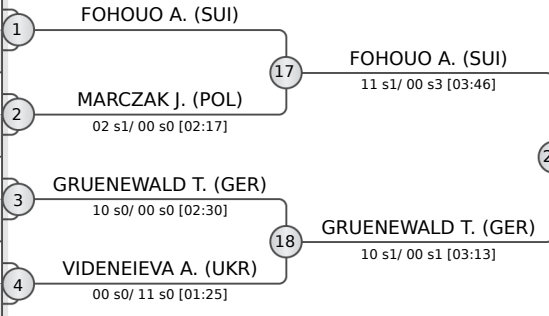 FOHOUO A. (SUI)
1
FOHOUO A. (SUI)
17
11 s1/ 00 s3 [03:46]
MARCZAK J. (POL)
2
02 s1/ 00 s0 [02:17]
GRUENEWALD T. (GER)
3
10 s0/ 00 s0 [02:30]
GRUENEWALD T. (GER)
18
10 s1/ 00 s1 [03:13]
VIDENEIEVA A. (UKR)
4
00 s0/ 11 s0 [01:25]